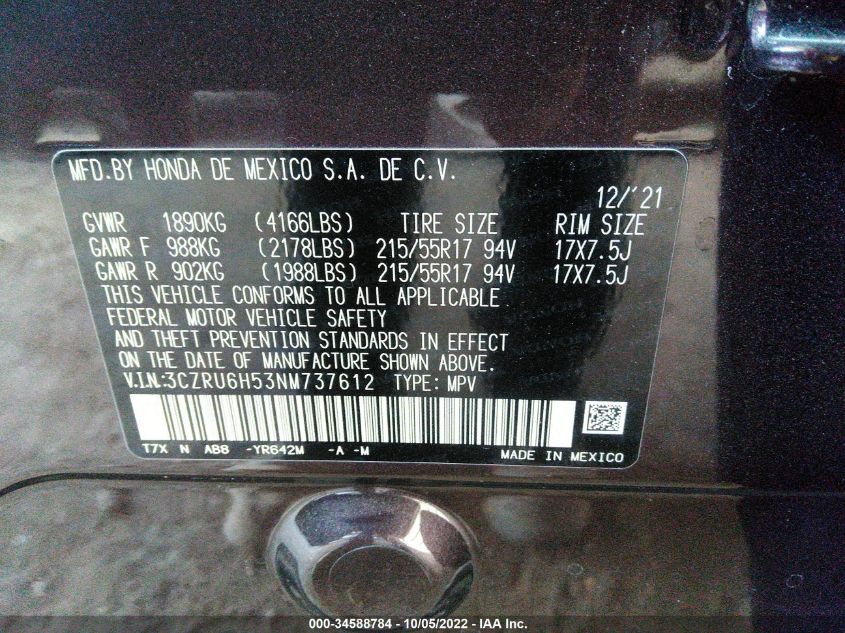 MFD.BY HONDA DE MEXICO S.A. DE C.V.
12/'21
GVWR 1890KG (4166LBS) TIRE SIZE RIM SIZE
GAWR F 988KG (2178LBS) 215/55R17 94V 17X7.5J
GAWR R 902KG (1988LBS) 215/55R17 94V 17X7.5J
THIS VEHICLE CONFORMS TO ALL APPLICABLE
FEDERAL MOTOR VEHICLE SAFETY
AND THEFT PREVENTION STANDARDS IN EFFECT
ON THE DATE OF MANUFACTURE SHOWN ABOVE.
V.I.N.:3CZRU6H53NM737612 TYPE: MPV
T7X N AB8 -YR642M -A -M
MADE IN MEXICO
000-34588784 - 10/05/2022 - IAA Inc.